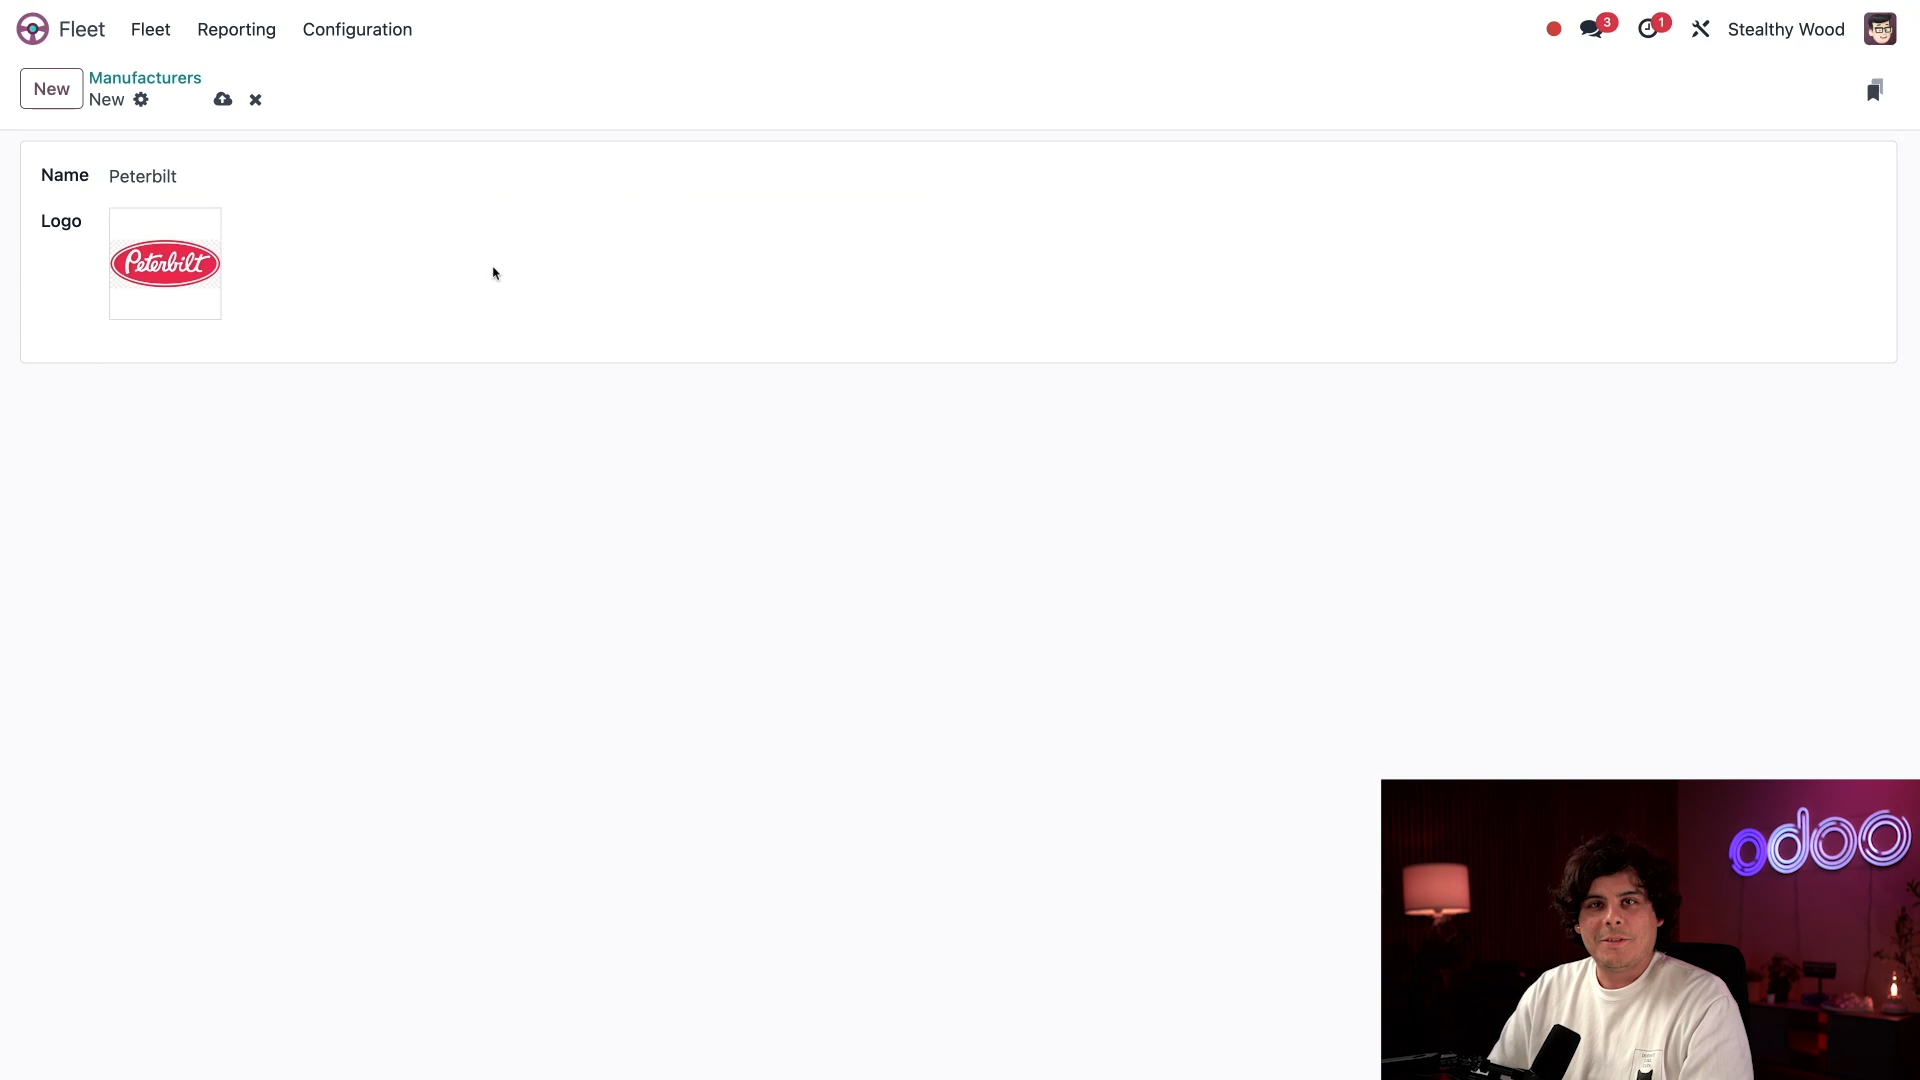 Fleet Fleet Reporting Configuration 3 1 Stealthy Wood
New Manufacturers
New
Name Peterbilt
Logo
Peterbilt
odoo